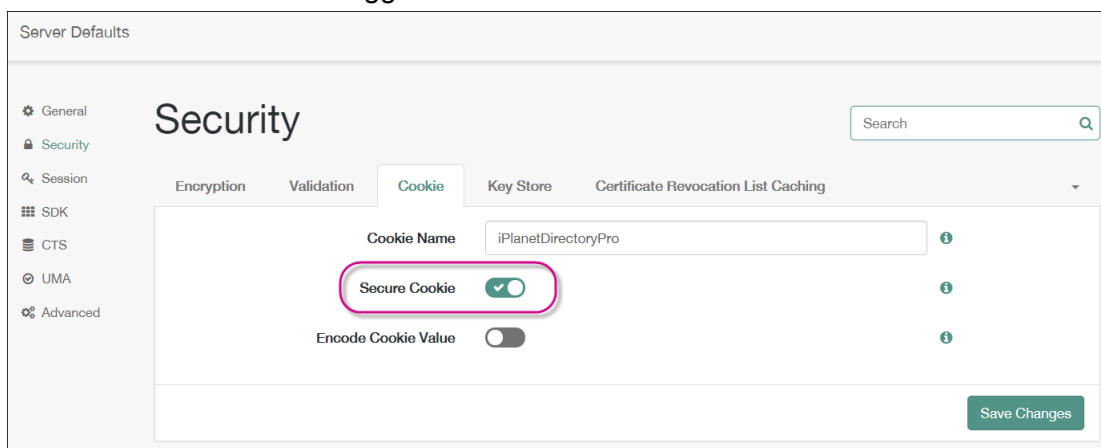 Server Defaults
General
Security
Session
SDK
CTS
UMA
Advanced
Security
Search
Encryption Validation Cookie Key Store Certificate Revocation List Caching
Cookie Name iPlanetDirectoryPro
Secure Cookie
Encode Cookie Value
Save Changes